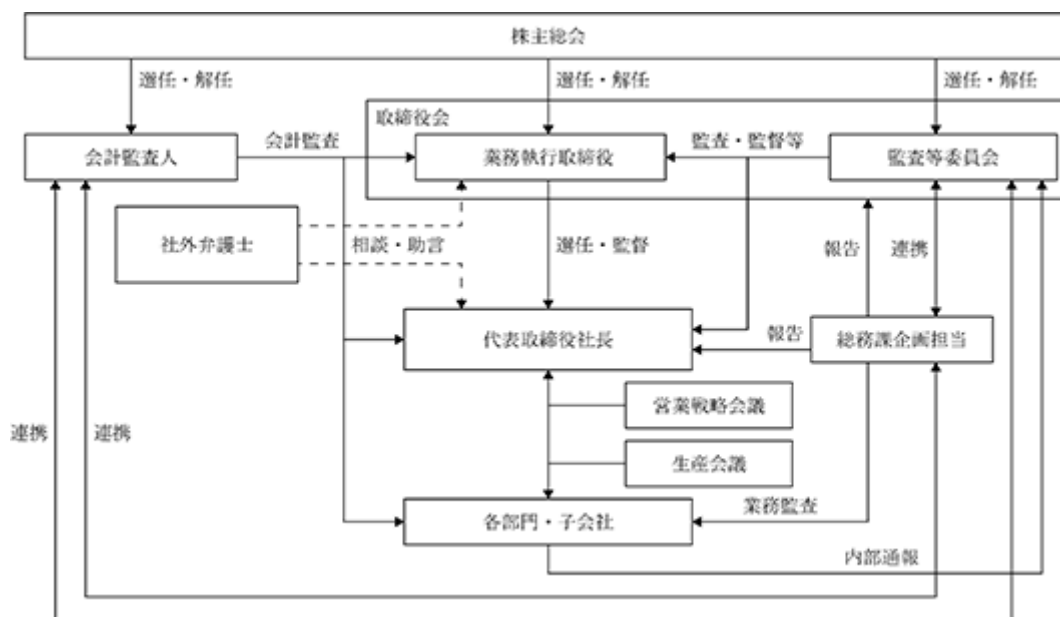 株主総会
選任・解任
選任・解任
選任・解任
取締役会
会計監査人
会計監査
業務執行取締役
監査・監督等
監査等委員会
社外弁護士
相談・助言
選任・監督
報告
連携
代表取締役社長
報告
総務課企画担当
営業戦略会議
連携
連携
生産会議
各部門・子会社
業務監査
内部通報